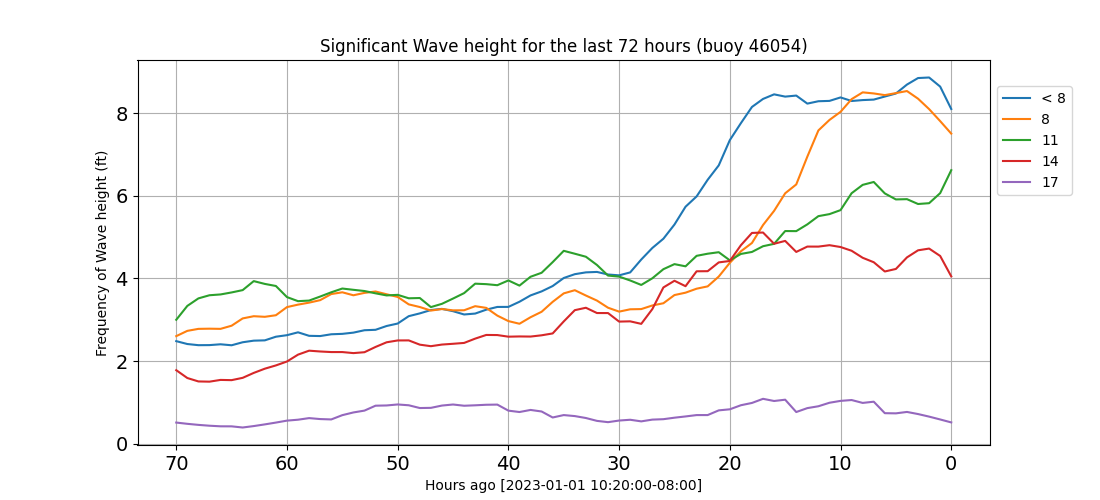 Significant Wave height for the last 72 hours (buoy 46054)
Frequency of Wave height (ft)
8
6
4
2
0
70 60 50 40 30 20 10 0
Hours ago [2023-01-01 10:20:00-08:00]
< 8
8
11
14
17